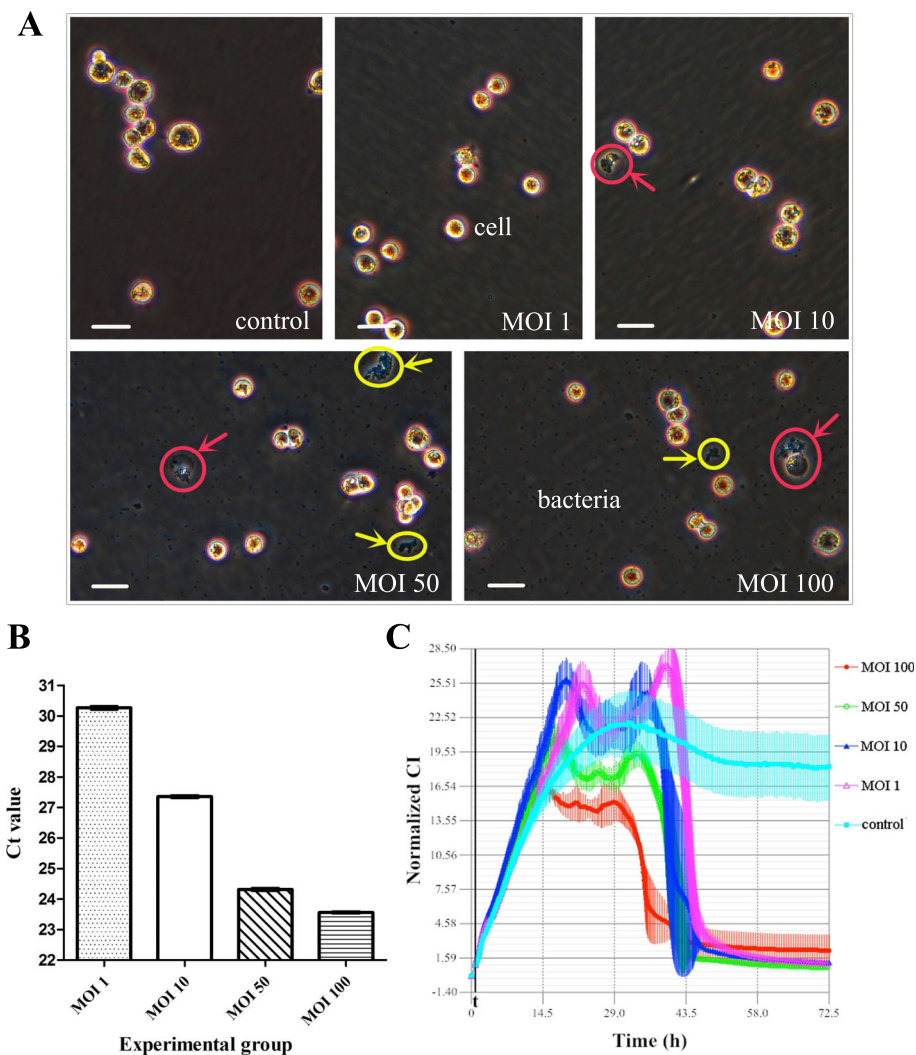 A
control
cell
MOI 1
MOI 10
MOI 50
bacteria
MOI 100
B
31
30
29
28
27
26
25
24
23
22
Ct value
MOI 1
MOI 10
MOI 50
MOI 100
Experimental group
C
28.50
25.51
22.52
19.53
16.54
13.55
10.56
7.57
4.58
1.59
-1.40
Normalized CI
t
0
14.5
29.0
43.5
58.0
72.5
Time (h)
MOI 100
MOI 50
MOI 10
MOI 1
control